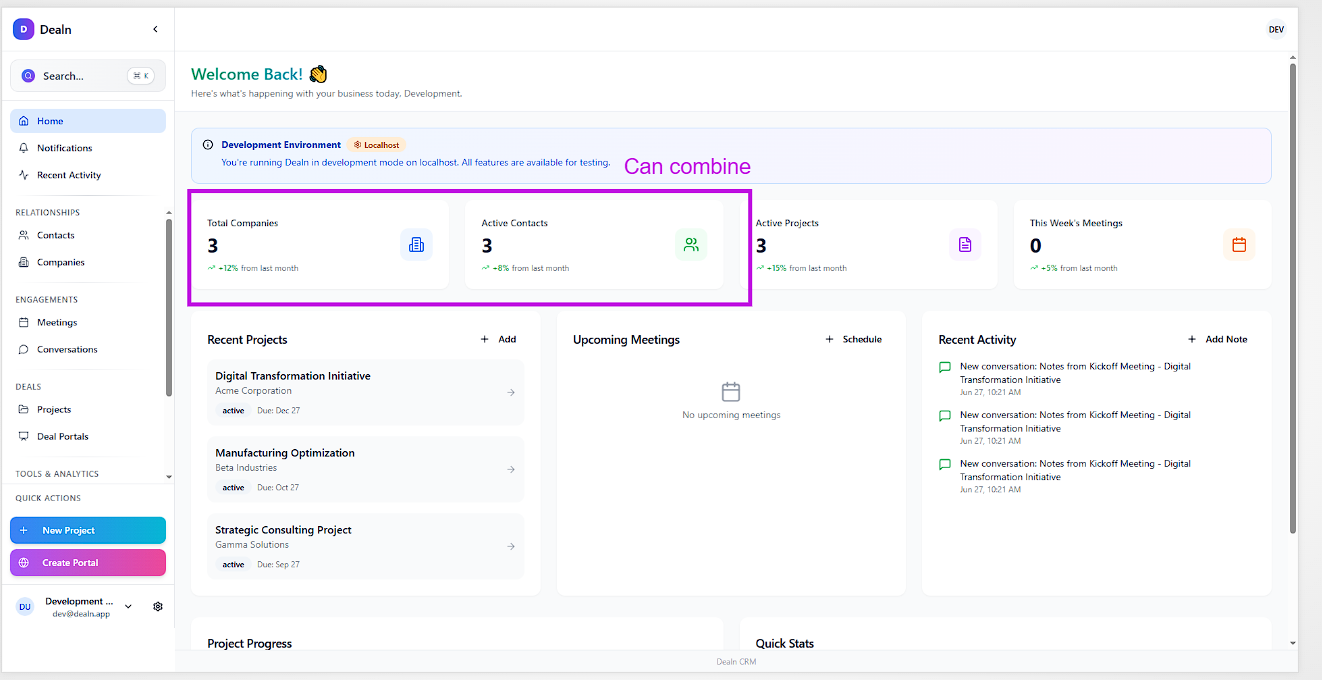 D Dealn
DEV
Search... ⌘ K
Home
Notifications
Recent Activity
RELATIONSHIPS
Contacts
Companies
ENGAGEMENTS
Meetings
Conversations
DEALS
Projects
Deal Portals
TOOLS & ANALYTICS
QUICK ACTIONS
+ New Project
Create Portal
DU Development ...
dev@dealn.app
Welcome Back! 👋
Here's what's happening with your business today, Development.
Development Environment Localhost
You're running Dealn in development mode on localhost. All features are available for testing.
Can combine
Total Companies
3
+12% from last month
Active Contacts
3
+8% from last month
Active Projects
3
+15% from last month
This Week's Meetings
0
+5% from last month
Recent Projects + Add
Digital Transformation Initiative
Acme Corporation
active Due: Dec 27
Manufacturing Optimization
Beta Industries
active Due: Oct 27
Strategic Consulting Project
Gamma Solutions
active Due: Sep 27
Upcoming Meetings + Schedule
No upcoming meetings
Recent Activity + Add Note
New conversation: Notes from Kickoff Meeting - Digital
Transformation Initiative
Jun 27, 10:21 AM
New conversation: Notes from Kickoff Meeting - Digital
Transformation Initiative
Jun 27, 10:21 AM
New conversation: Notes from Kickoff Meeting - Digital
Transformation Initiative
Jun 27, 10:21 AM
Project Progress
Quick Stats
Dealn CRM